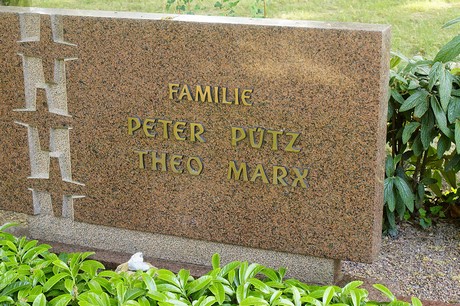 FAMILIE
PETER PÜTZ
THEO MARX